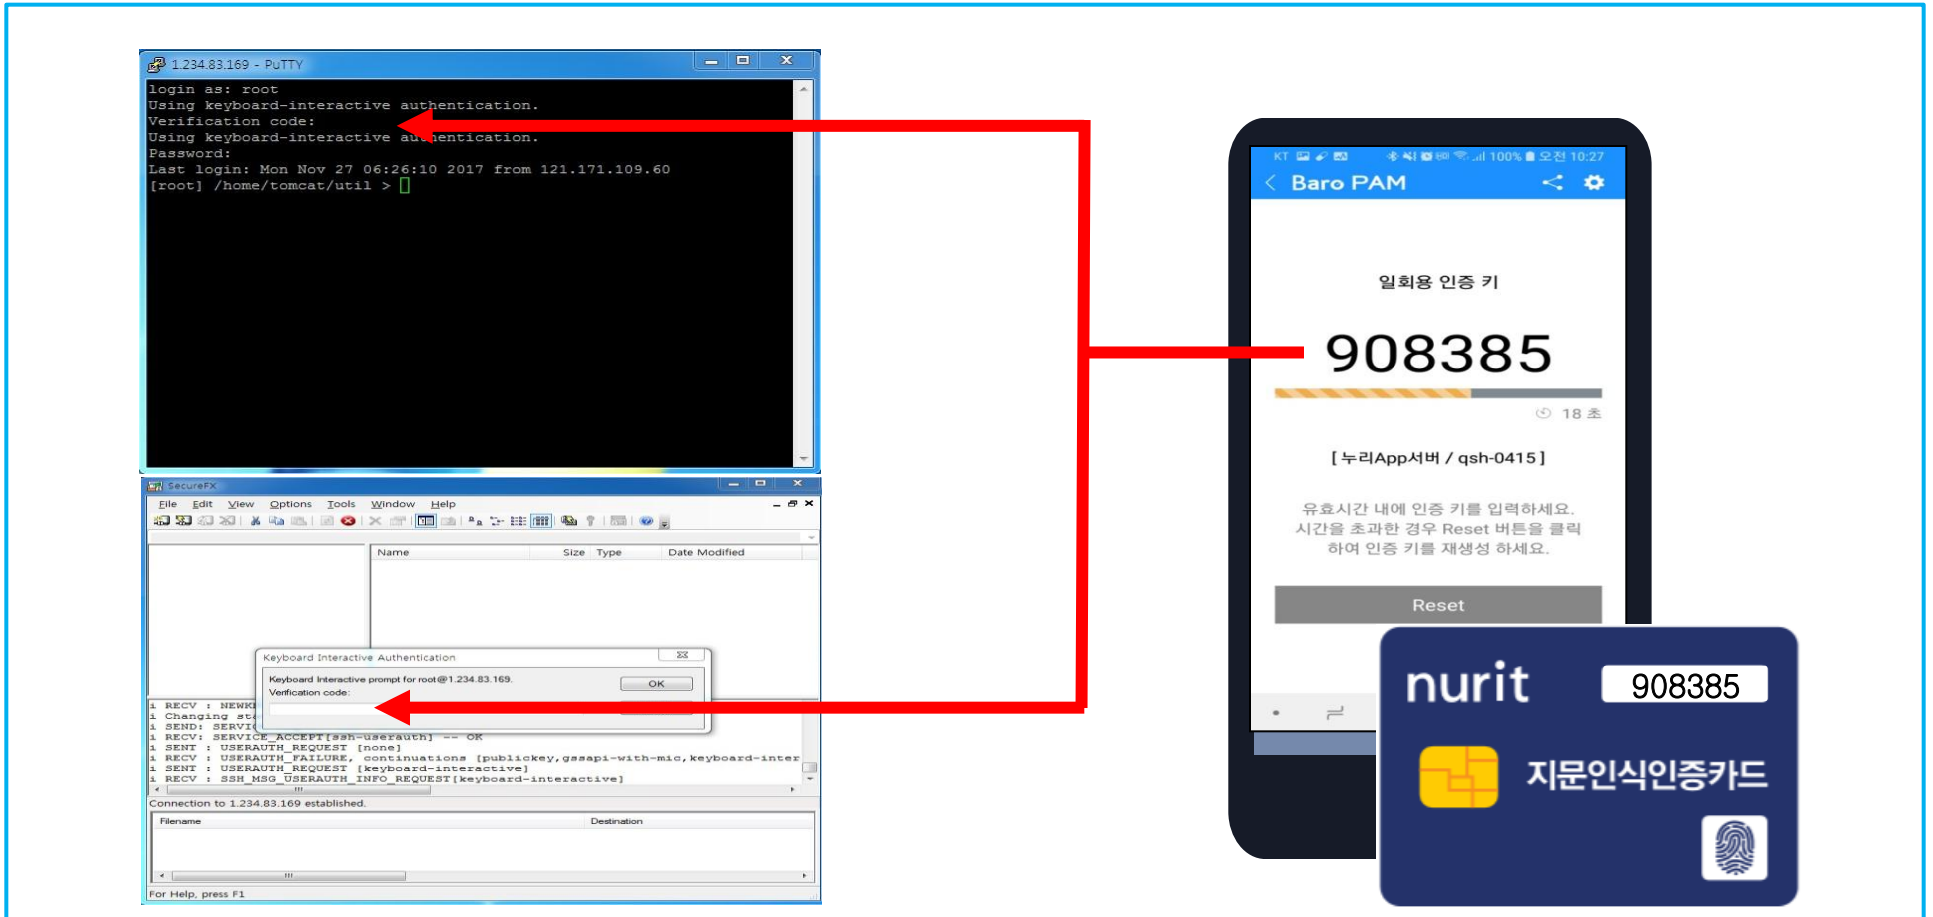 1.234.83.169 - PuTTY
login as: root
Using keyboard-interactive authentication.
Verification code:
Using keyboard-interactive authentication.
Password:
Last login: Mon Nov 27 06:26:10 2017 from 121.171.109.60
[root] /home/tomcat/util >
SecureFX
File Edit View Options Tools Window Help
Name Size Type Date Modified
Keyboard Interactive Authentication
Keyboard Interactive prompt for root@1.234.83.169.
OK
Verification code:
i RECV : NEWK
i Changing sta
i SEND: SERVIC
i RECV: SERVICE_ACCEPT[ssh-userauth] -- OK
i SENT : USERAUTH_REQUEST [none]
i RECV : USERAUTH_FAILURE, continuations [publickey,gssapi-with-mic,keyboard-inter
i SENT : USERAUTH_REQUEST [keyboard-interactive]
i RECV : SSH_MSG_USERAUTH_INFO_REQUEST[keyboard-interactive]
Connection to 1.234.83.169 established.
Filename Destination
For Help, press F1
KT 100% 오전 10:27
Baro PAM
일회용 인증 키
908385
18 초
[ 누리App서버 / qsh-0415 ]
유효시간 내에 인증 키를 입력하세요.
시간을 초과한 경우 Reset 버튼을 클릭
하여 인증 키를 재생성 하세요.
Reset
nurit 908385
지문인식인증카드